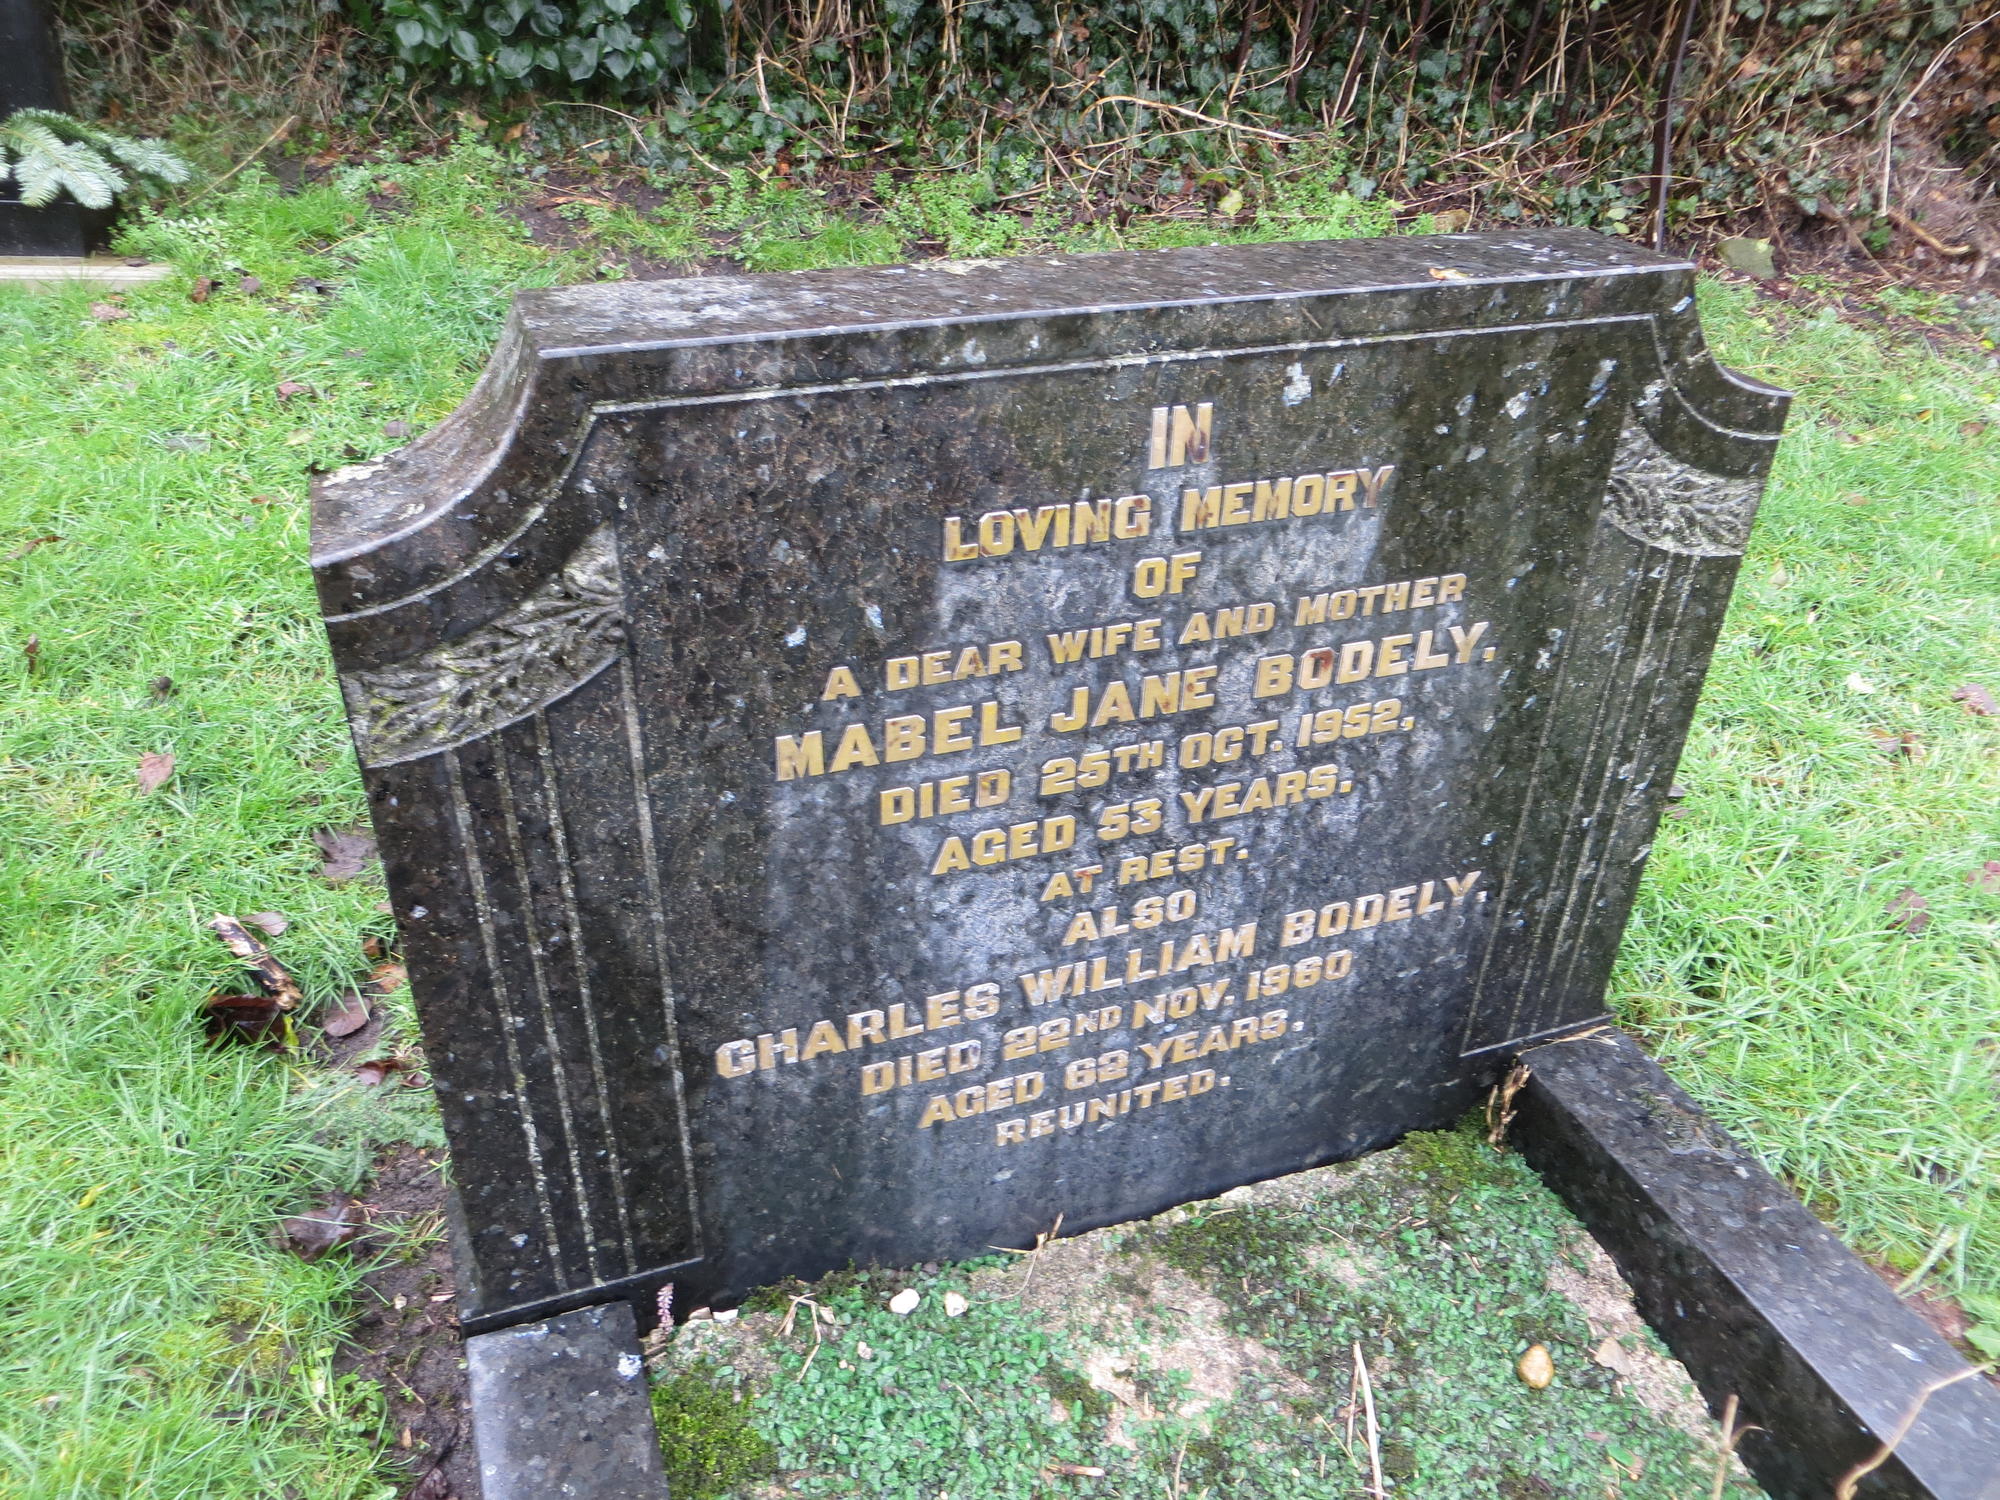 IN
LOVING MEMORY
OF
A DEAR WIFE AND MOTHER
MABEL JANE BODELY,
DIED 25TH OCT. 1952,
AGED 53 YEARS.
AT REST.
ALSO
CHARLES WILLIAM BODELY,
DIED 22ND NOV. 1960
AGED 62 YEARS.
REUNITED.